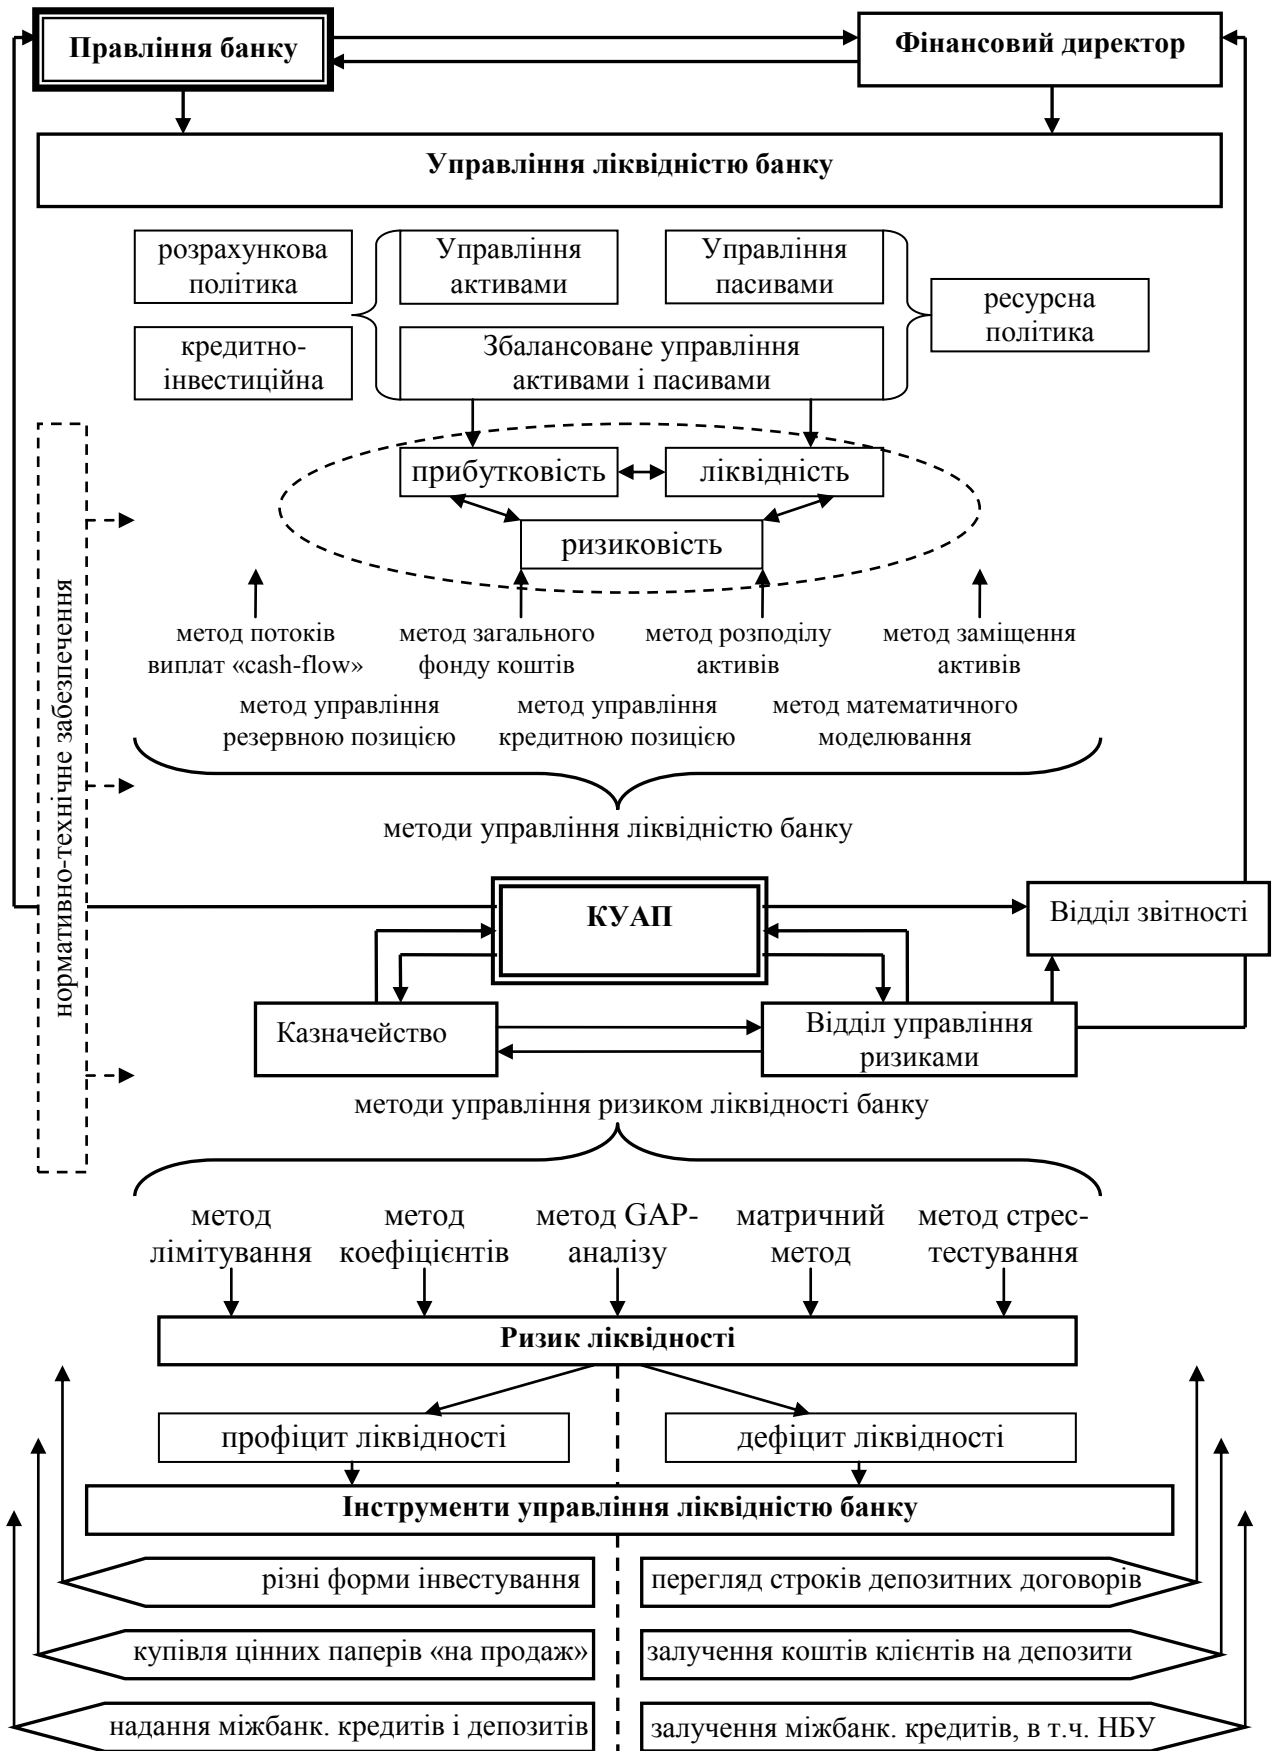 Правління банку
Фінансовий директор
Управління ліквідністю банку
розрахункова
політика
Управління
активами
Управління
пасивами
ресурсна
політика
кредитно-
інвестиційна
Збалансоване управління
активами і пасивами
прибутковість
ліквідність
ризиковість
нормативно-технічне забезпечення
метод потоків
виплат «cash-flow»
метод загального
фонду коштів
метод розподілу
активів
метод заміщення
активів
метод управління
резервною позицією
метод управління
кредитною позицією
метод математичного
моделювання
методи управління ліквідністю банку
КУАП
Відділ звітності
Казначейство
Відділ управління
ризиками
методи управління ризиком ліквідності банку
метод
лімітування
метод
коефіцієнтів
метод GAP-
аналізу
матричний
метод
метод стрес-
тестування
Ризик ліквідності
профіцит ліквідності
дефіцит ліквідності
Інструменти управління ліквідністю банку
різні форми інвестування
перегляд строків депозитних договорів
купівля цінних паперів «на продаж»
залучення коштів клієнтів на депозити
надання міжбанк. кредитів і депозитів
залучення міжбанк. кредитів, в т.ч. НБУ